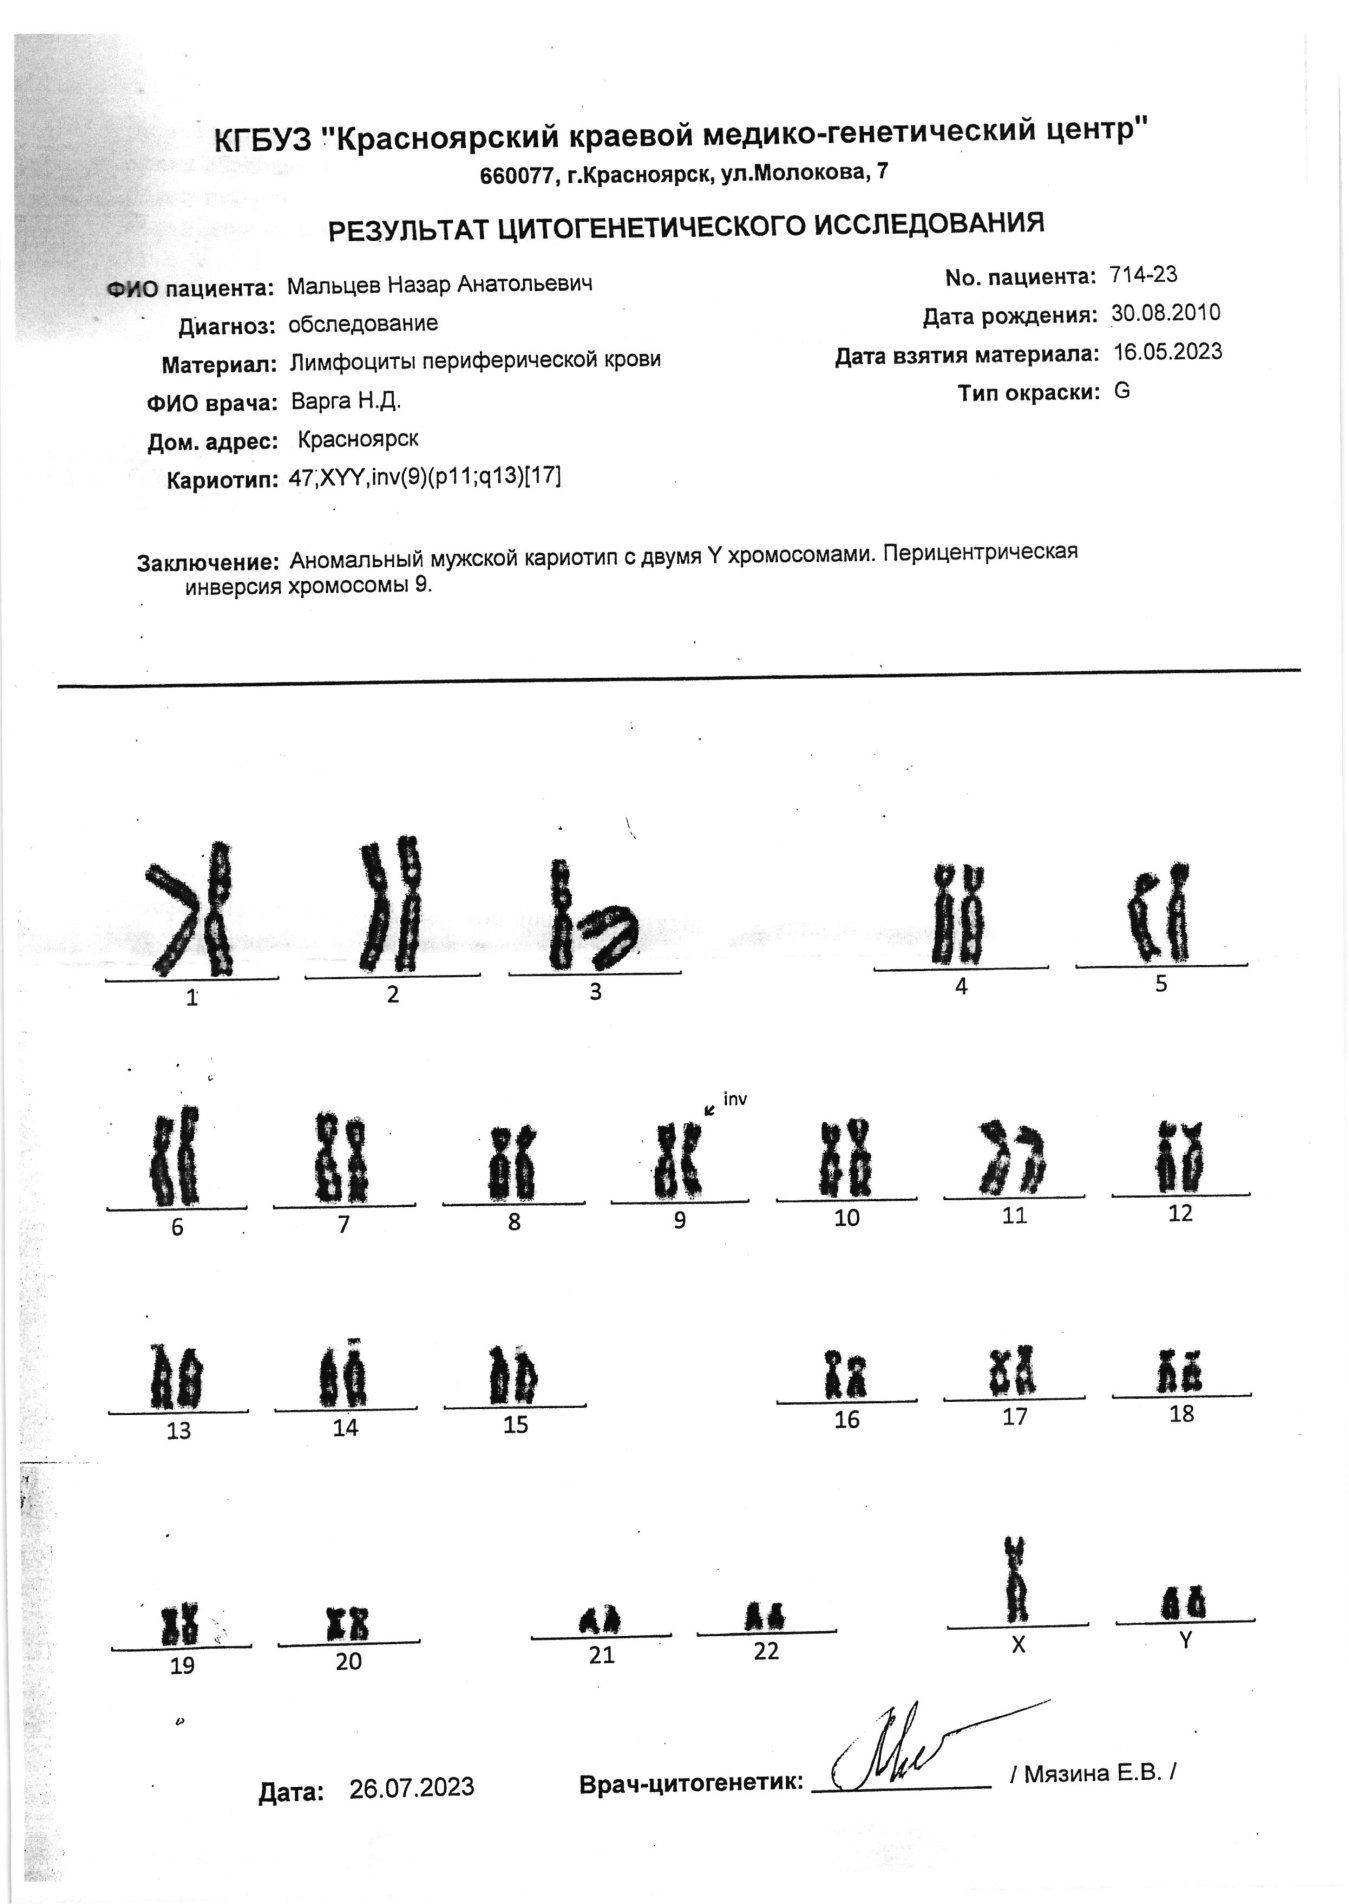 КГБУЗ "Красноярский краевой медико-генетический центр"
660077, г.Красноярск, ул.Молокова, 7
РЕЗУЛЬТАТ ЦИТОГЕНЕТИЧЕСКОГО ИССЛЕДОВАНИЯ
ФИО пациента: Мальцев Назар Анатольевич
No. пациента: 714-23
Диагноз: обследование
Дата рождения: 30.08.2010
Материал: Лимфоциты периферической крови
Дата взятия материала: 16.05.2023
ФИО врача: Варга Н.Д.
Тип окраски: G
Дом. адрес: Красноярск
Кариотип: 47,XYY,inv(9)(p11;q13)[17]
Заключение: Аномальный мужской кариотип с двумя Y хромосомами. Перицентрическая
инверсия хромосомы 9.
1 2 3 4 5
inv
6 7 8 9 10 11 12
13 14 15 16 17 18
19 20 21 22 X Y
Дата: 26.07.2023 Врач-цитогенетик: / Мязина Е.В. /